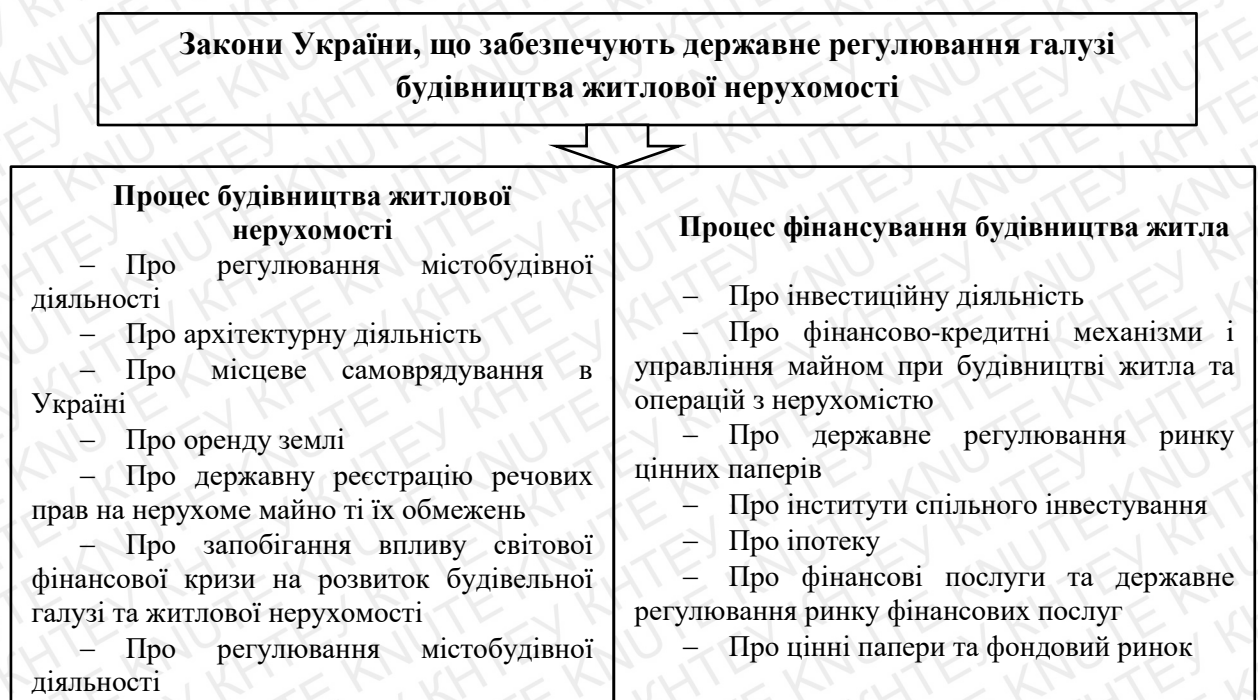 Закони України, що забезпечують державне регулювання галузі
будівництва житлової нерухомості
Процес будівництва житлової
нерухомості
– Про регулювання містобудівної
діяльності
– Про архітектурну діяльність
– Про місцеве самоврядування в
Україні
– Про оренду землі
– Про державну реєстрацію речових
прав на нерухоме майно ті їх обмежень
– Про запобігання впливу світової
фінансової кризи на розвиток будівельної
галузі та житлової нерухомості
– Про регулювання містобудівної
діяльності
Процес фінансування будівництва житла
– Про інвестиційну діяльність
– Про фінансово-кредитні механізми і
управління майном при будівництві житла та
операцій з нерухомістю
– Про державне регулювання ринку
цінних паперів
– Про інститути спільного інвестування
– Про іпотеку
– Про фінансові послуги та державне
регулювання ринку фінансових послуг
– Про цінні папери та фондовий ринок